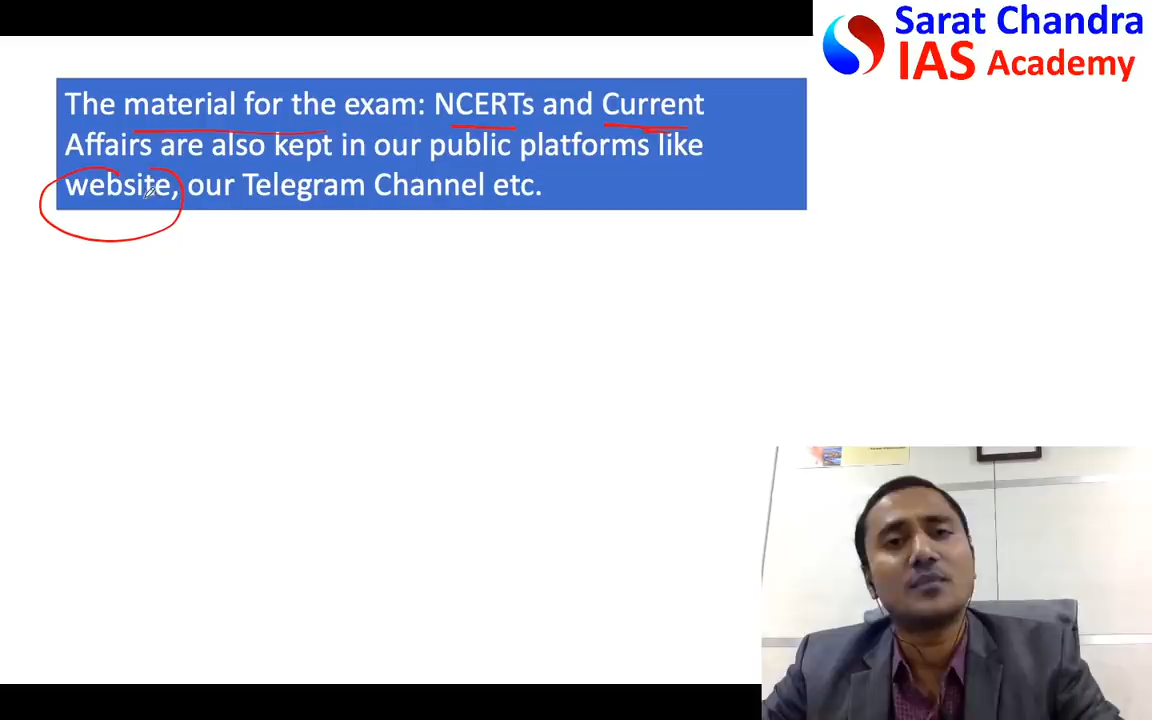 Sarat Chandra
IAS Academy
The material for the exam: NCERTs and Current
Affairs are also kept in our public platforms like
website, our Telegram Channel etc.